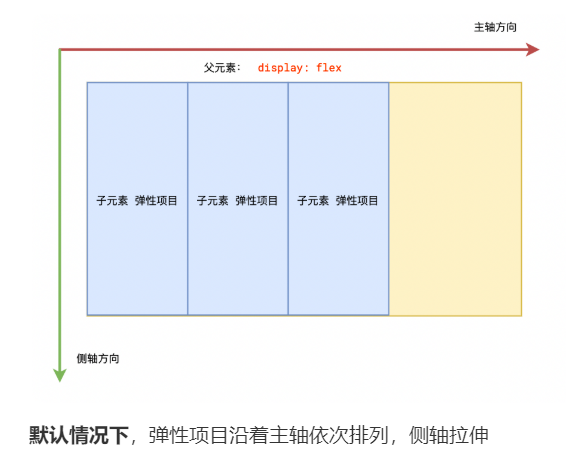 主轴方向
父元素： display: flex
子元素 弹性项目
子元素 弹性项目
子元素 弹性项目
侧轴方向
默认情况下，弹性项目沿着主轴依次排列，侧轴拉伸